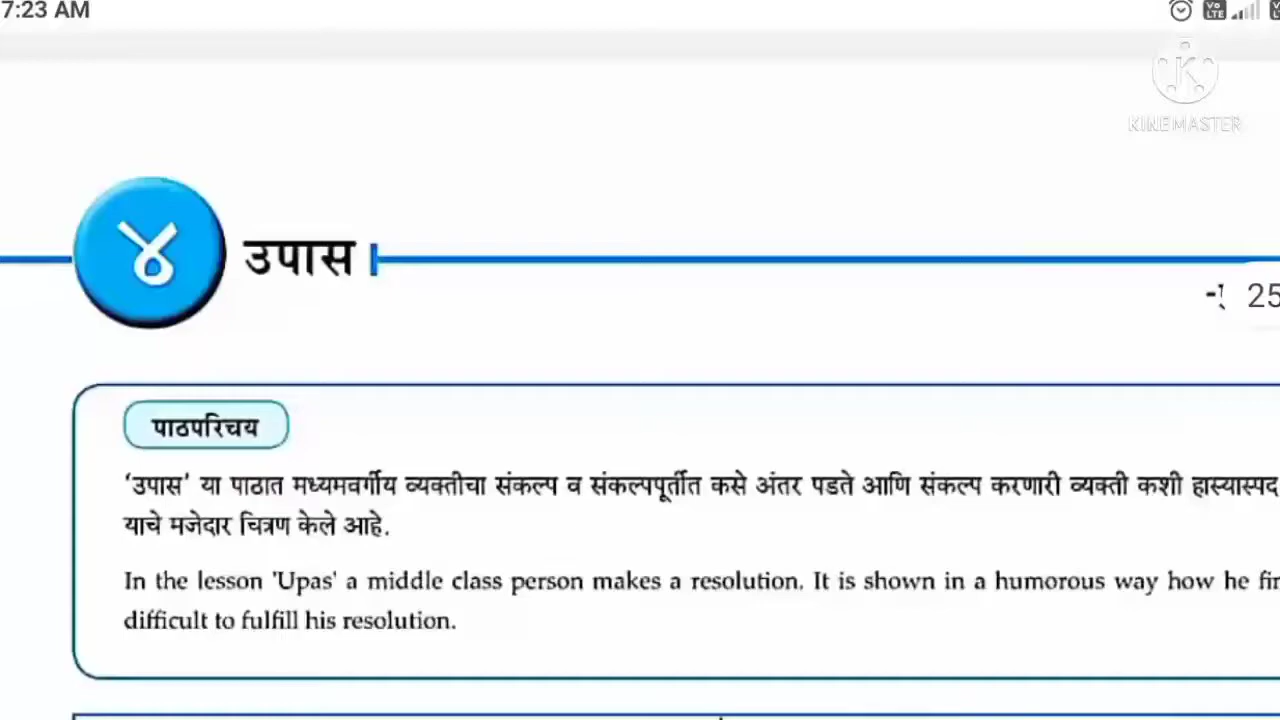 7:23 AM
KINEMASTER
४ उपास
25
पाठपरिचय
‘उपास’ या पाठात मध्यमवर्गीय व्यक्तीचा संकल्प व संकल्पपूर्तीत कसे अंतर पडते आणि संकल्प करणारी व्यक्ती कशी हास्यास्पद
याचे मजेदार चित्रण केले आहे.
In the lesson 'Upas' a middle class person makes a resolution. It is shown in a humorous way how he
difficult to fulfill his resolution.